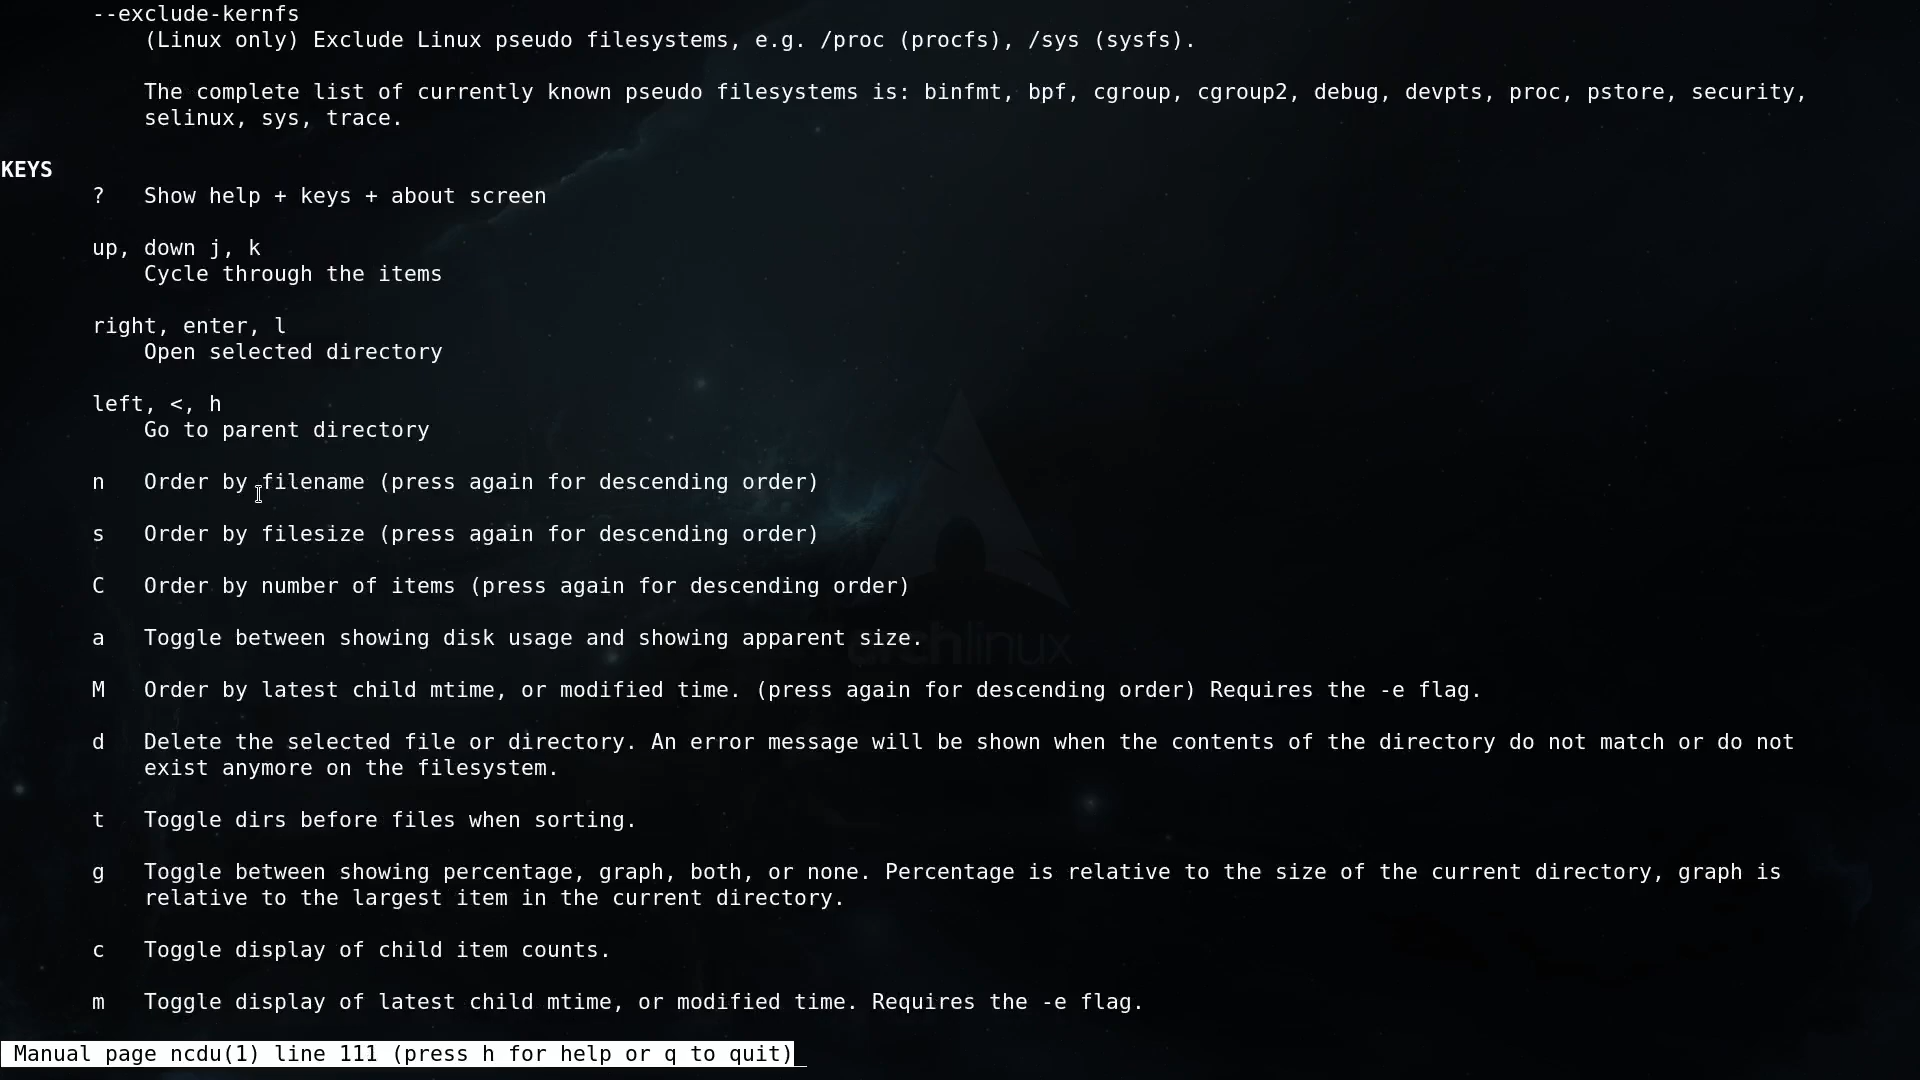 --exclude-kernfs
(Linux only) Exclude Linux pseudo filesystems, e.g. /proc (procfs), /sys (sysfs).
The complete list of currently known pseudo filesystems is: binfmt, bpf, cgroup, cgroup2, debug, devpts, proc, pstore, security,
selinux, sys, trace.
KEYS
? Show help + keys + about screen
up, down j, k
Cycle through the items
right, enter, l
Open selected directory
left, <, h
Go to parent directory
n Order by filename (press again for descending order)
s Order by filesize (press again for descending order)
C Order by number of items (press again for descending order)
a Toggle between showing disk usage and showing apparent size.
archlinux
M Order by latest child mtime, or modified time. (press again for descending order) Requires the -e flag.
d Delete the selected file or directory. An error message will be shown when the contents of the directory do not match or do not
exist anymore on the filesystem.
t Toggle dirs before files when sorting.
g Toggle between showing percentage, graph, both, or none. Percentage is relative to the size of the current directory, graph is
relative to the largest item in the current directory.
c Toggle display of child item counts.
m Toggle display of latest child mtime, or modified time. Requires the -e flag.
Manual page ncdu(1) line 111 (press h for help or q to quit)